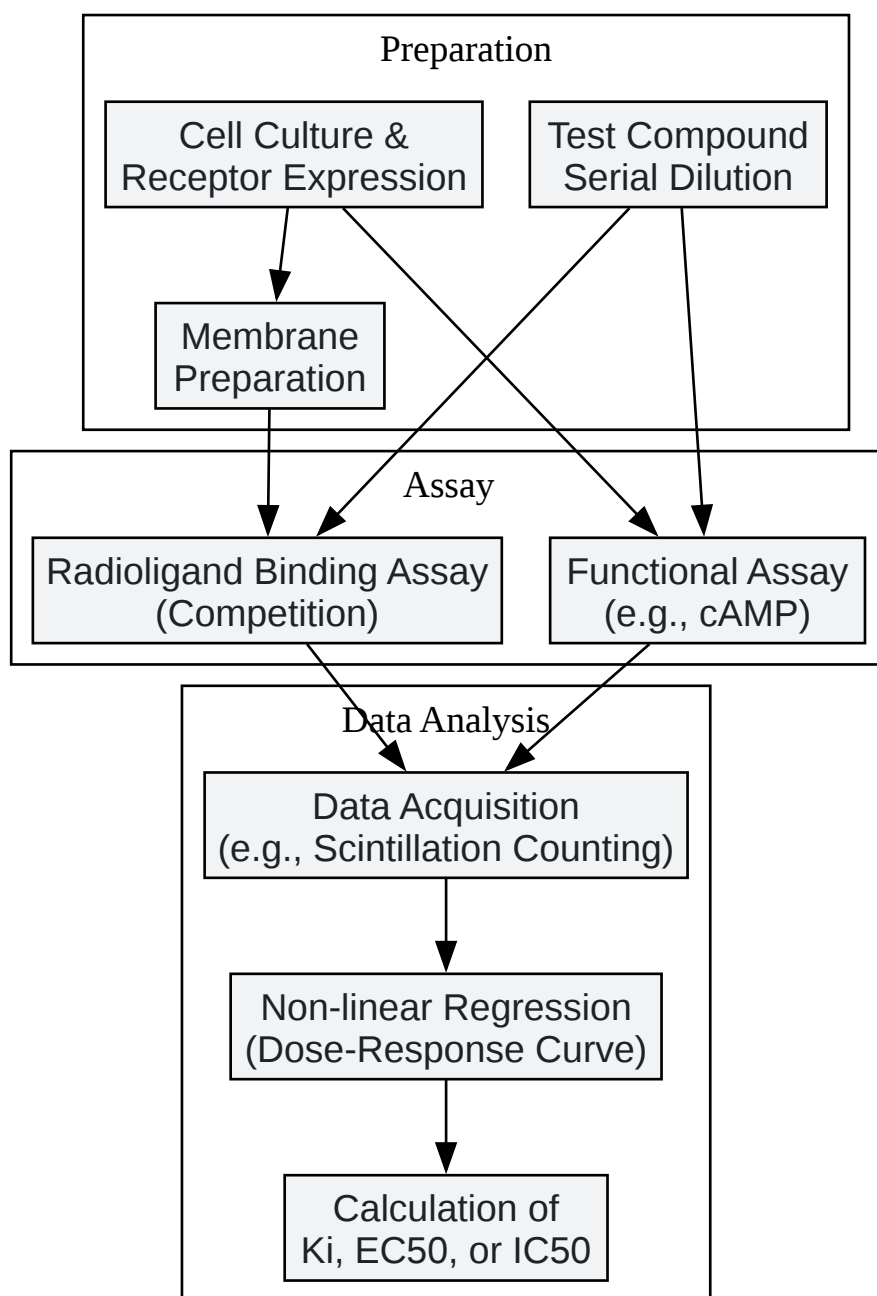 Preparation
Cell Culture &
Receptor Expression
Test Compound
Serial Dilution
Membrane
Preparation
Assay
Radioligand Binding Assay
(Competition)
Functional Assay
(e.g., cAMP)
Data Analysis
Data Acquisition
(e.g., Scintillation Counting)
Non-linear Regression
(Dose-Response Curve)
Calculation of
Ki, EC50, or IC50